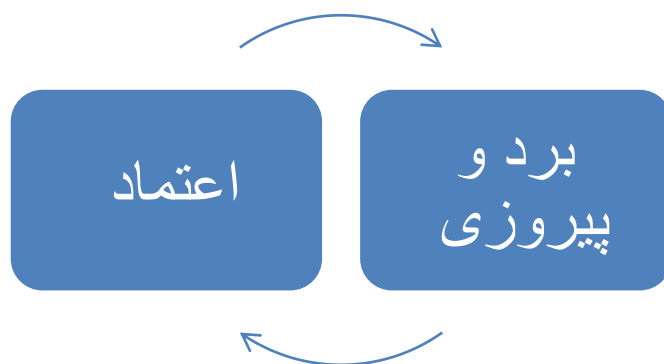 برد و
پیروزی
اعتماد